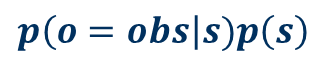 p(o = obs|s)p(s)